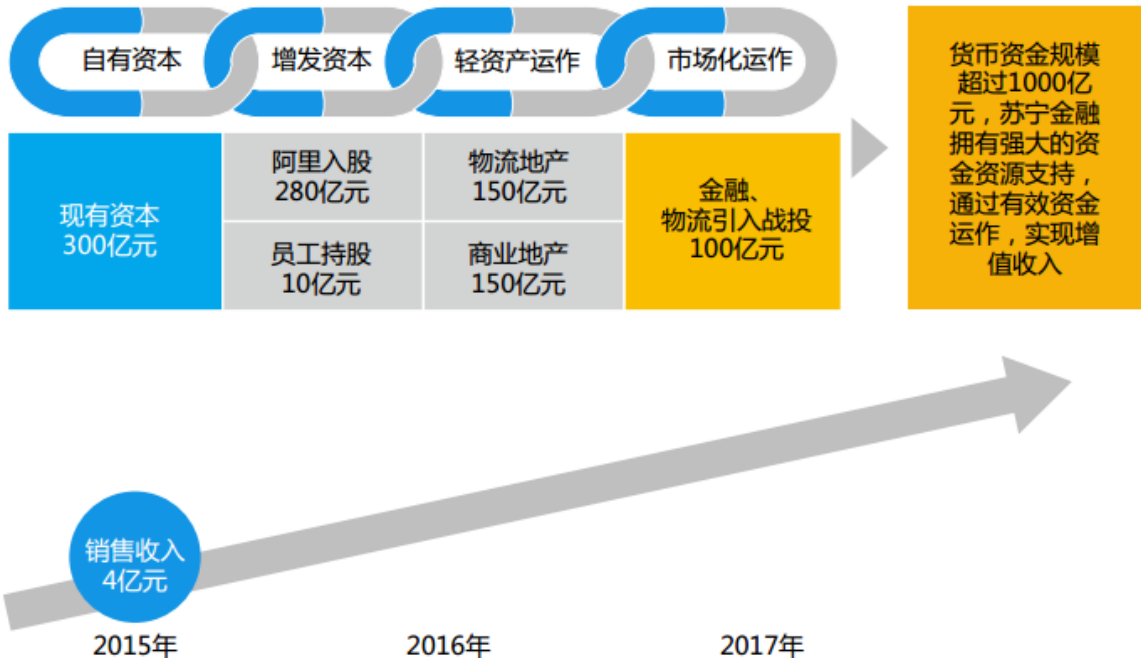 自有资本
增发资本
轻资产运作
市场化运作
现有资本
300亿元
阿里入股
280亿元
员工持股
10亿元
物流地产
150亿元
商业地产
150亿元
金融、
物流引入战投
100亿元
货币资金规模
超过1000亿
元，苏宁金融
拥有强大的资
金资源支持，
通过有效资金
运作，实现增
值收入
销售收入
4亿元
2015年
2016年
2017年